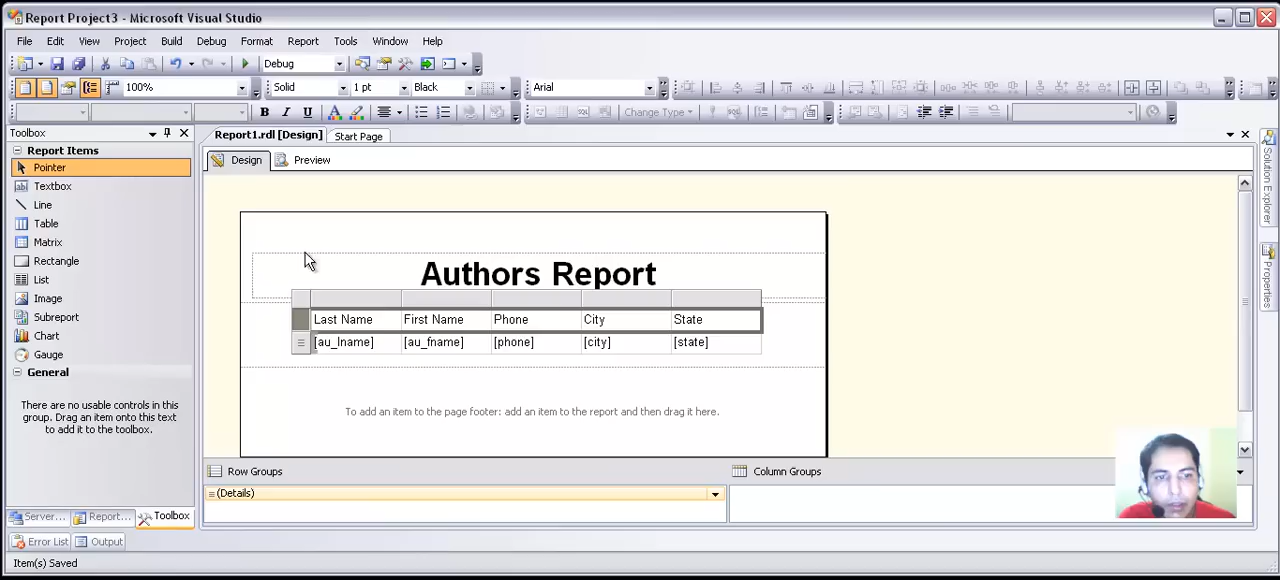 Report Project3 - Microsoft Visual Studio
File Edit View Project Build Debug Format Report Tools Window Help
Debug
100% Solid 1 pt Black Arial
B I U A Change Type SQL
Toolbox
Report1.rdl [Design] Start Page
Report Items
Design Preview
Pointer
Textbox
Line
Table
Matrix
Rectangle
List
Image
Subreport
Chart
Gauge
General
There are no usable controls in this
group. Drag an item onto this text
to add it to the toolbox.
Authors Report
Last Name First Name Phone City State
[au_lname] [au_fname] [phone] [city] [state]
To add an item to the page footer: add an item to the report and then drag it here.
Row Groups Column Groups
(Details)
Solution Explorer
Properties
Server... Report... Toolbox
Error List Output
Item(s) Saved